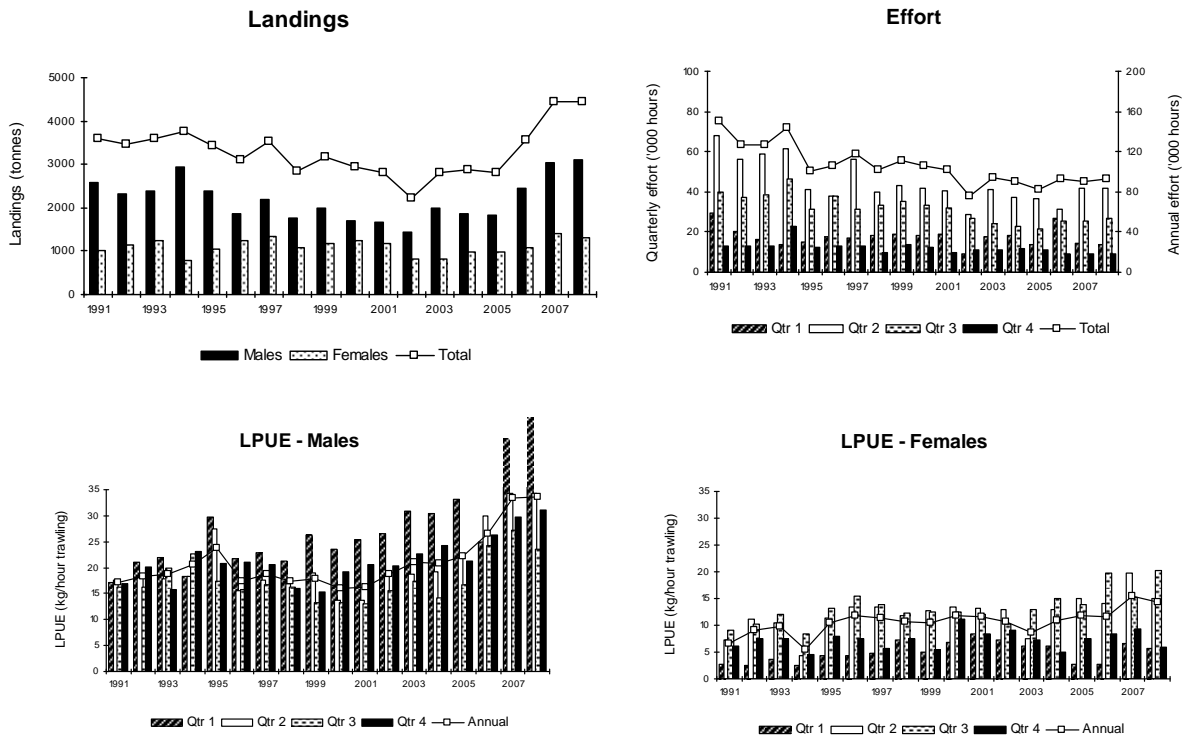 Landings
Landings (tonnes)
5000
4000
3000
2000
1000
0
1991 1993 1995 1997 1999 2001 2003 2005 2007
Males Females Total
Effort
Quarterly effort ('000 hours)
100
80
60
40
20
0
200
160
120
80
40
0
Annual effort ('000 hours)
1991 1993 1995 1997 1999 2001 2003 2005 2007
Qtr 1 Qtr 2 Qtr 3 Qtr 4 Total
LPUE - Males
LPUE (kg/hour trawling)
35
30
25
20
15
10
5
0
1991 1993 1995 1997 1999 2001 2003 2005 2007
Qtr 1 Qtr 2 Qtr 3 Qtr 4 Annual
LPUE - Females
LPUE (kg/hour trawling)
35
30
25
20
15
10
5
0
1991 1993 1995 1997 1999 2001 2003 2005 2007
Qtr 1 Qtr 2 Qtr 3 Qtr 4 Annual